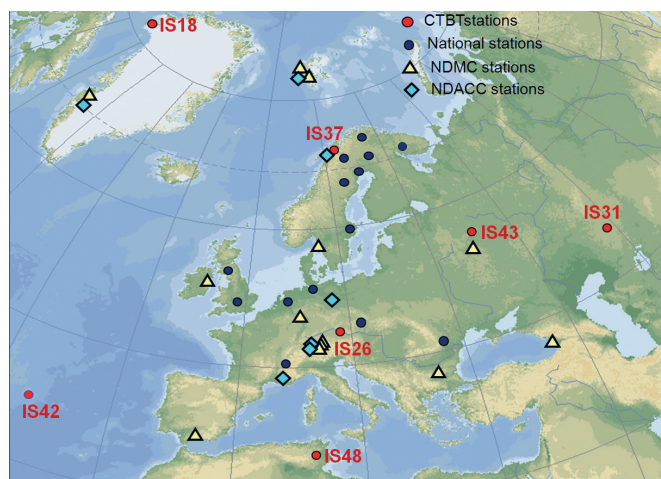 IS18
CTBTstations
National stations
NDMC stations
NDACC stations
IS37
IS31
IS43
IS26
IS42
IS48